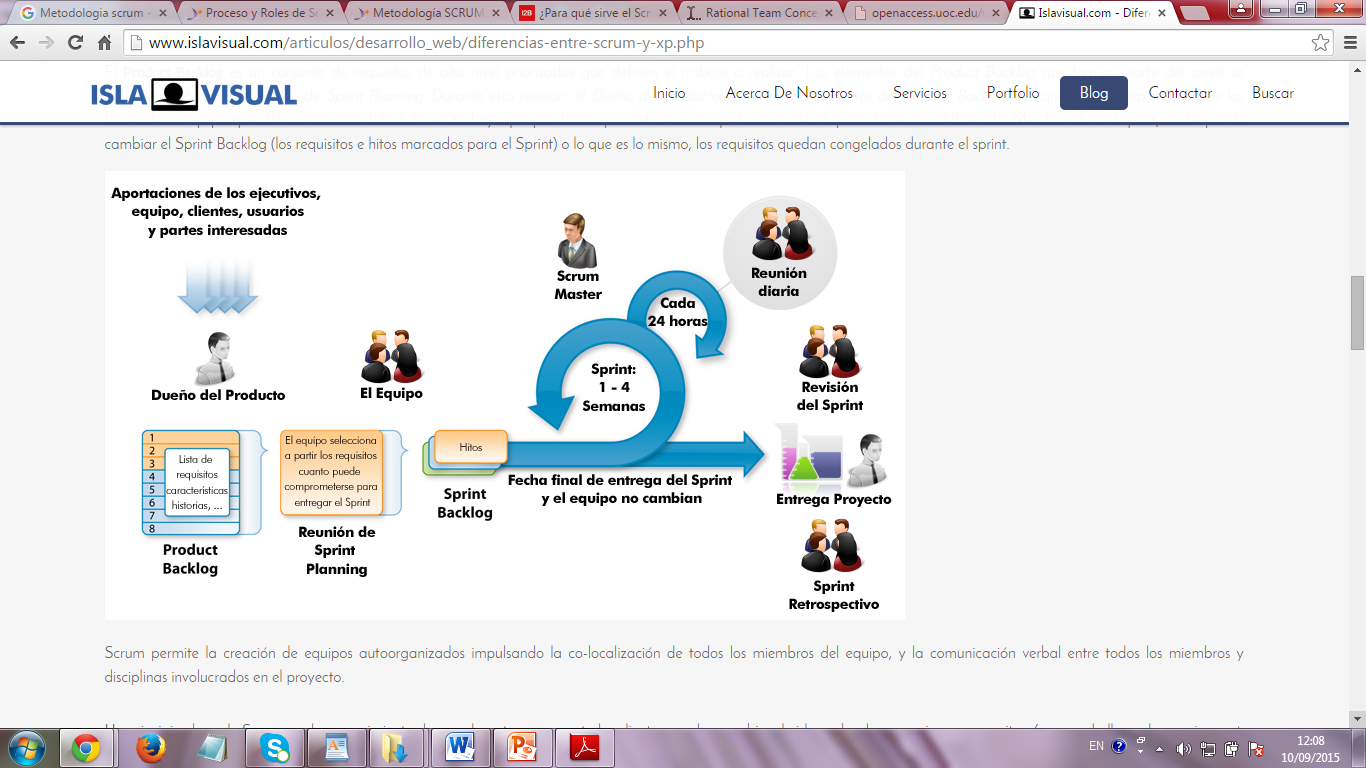 Metodologia scrum -
Proceso y Roles de Sc
Metodología SCRUM
¿Para qué sirve el Scr
Rational Team Conce
openaccess.uoc.edu/
Islavisual.com - Difer
www.islavisual.com/articulos/desarrollo_web/diferencias-entre-scrum-y-xp.php
ISLA VISUAL
Inicio
Acerca De Nosotros
Servicios
Portfolio
Blog
Contactar
Buscar
cambiar el Sprint Backlog (los requisitos e hitos marcados para el Sprint) o lo que es lo mismo, los requisitos quedan congelados durante el sprint.
Aportaciones de los ejecutivos,
equipo, clientes, usuarios
y partes interesadas
Dueño del Producto
El Equipo
Scrum
Master
Cada
24 horas
Reunión
diaria
Sprint:
1 - 4
Semanas
Revisión
del Sprint
1
2
3
4
5
6
7
8
Lista de
requisitos
características
historias, ...
Product
Backlog
El equipo selecciona
a partir los requisitos
cuanto puede
comprometerse para
entregar el Sprint
Reunión de
Sprint
Planning
Hitos
Sprint
Backlog
Fecha final de entrega del Sprint
y el equipo no cambian
Entrega Proyecto
Sprint
Retrospectivo
Scrum permite la creación de equipos autoorganizados impulsando la co-localización de todos los miembros del equipo, y la comunicación verbal entre todos los miembros y
disciplinas involucrados en el proyecto.
EN
12:08
10/09/2015